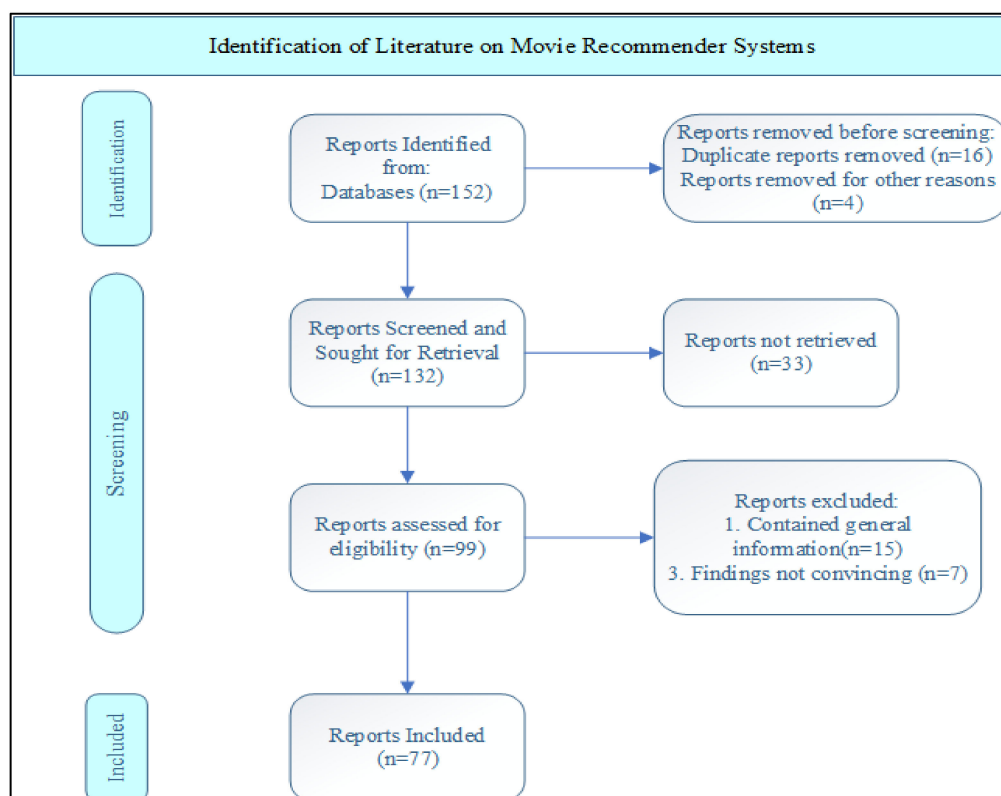 Identification of Literature on Movie Recommender Systems
Identification
Reports Identified
from:
Databases (n=152)
Reports removed before screening:
Duplicate reports removed (n=16)
Reports removed for other reasons
(n=4)
Screening
Reports Screened and
Sought for Retrieval
(n=132)
Reports not retrieved
(n=33)
Reports assessed for
eligibility (n=99)
Reports excluded:
1. Contained general
information(n=15)
3. Findings not convincing (n=7)
Included
Reports Included
(n=77)